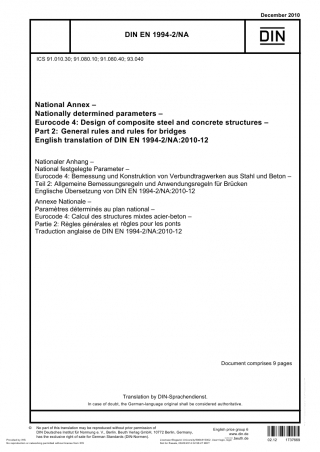 December 2010
DIN EN 1994-2/NA
DIN
ICS 91.010.30; 91.080.10; 91.080.40; 93.040
National Annex –
Nationally determined parameters –
Eurocode 4: Design of composite steel and concrete structures –
Part 2: General rules and rules for bridges
English translation of DIN EN 1994-2/NA:2010-12
Nationaler Anhang –
National festgelegte Parameter –
Eurocode 4: Bemessung und Konstruktion von Verbundtragwerken aus Stahl und Beton –
Teil 2: Allgemeine Bemessungsregeln und Anwendungsregeln für Brücken
Englische Übersetzung von DIN EN 1994-2/NA:2010-12
Annexe Nationale –
Paramètres déterminés au plan national –
Eurocode 4: Calcul des structures mixtes acier-beton –
Partie 2: Règles générales et règles pour les ponts
Traduction anglaise de DIN EN 1994-2/NA:2010-12
Document comprises 9 pages
Translation by DIN-Sprachendienst.
In case of doubt, the German-language original shall be considered authoritative.
© No part of this translation may be reproduced without prior permission of
DIN Deutsches Institut für Normung e. V., Berlin. Beuth Verlag GmbH, 10772 Berlin, Germany,
has the exclusive right of sale for German Standards (DIN-Normen).
English price group 8
www.din.de
www.beuth.de
02.12